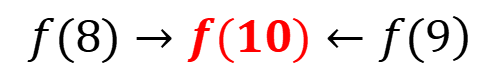 f(8) → f(10) ← f(9)